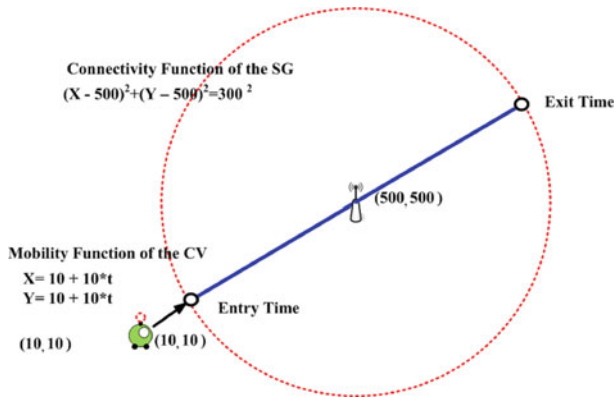 Connectivity Function of the SG
(X - 500)²+(Y – 500)²=300 ²
Exit Time
(500,500)
Mobility Function of the CV
X= 10 + 10*t
Y= 10 + 10*t
Entry Time
(10,10)
(10,10)